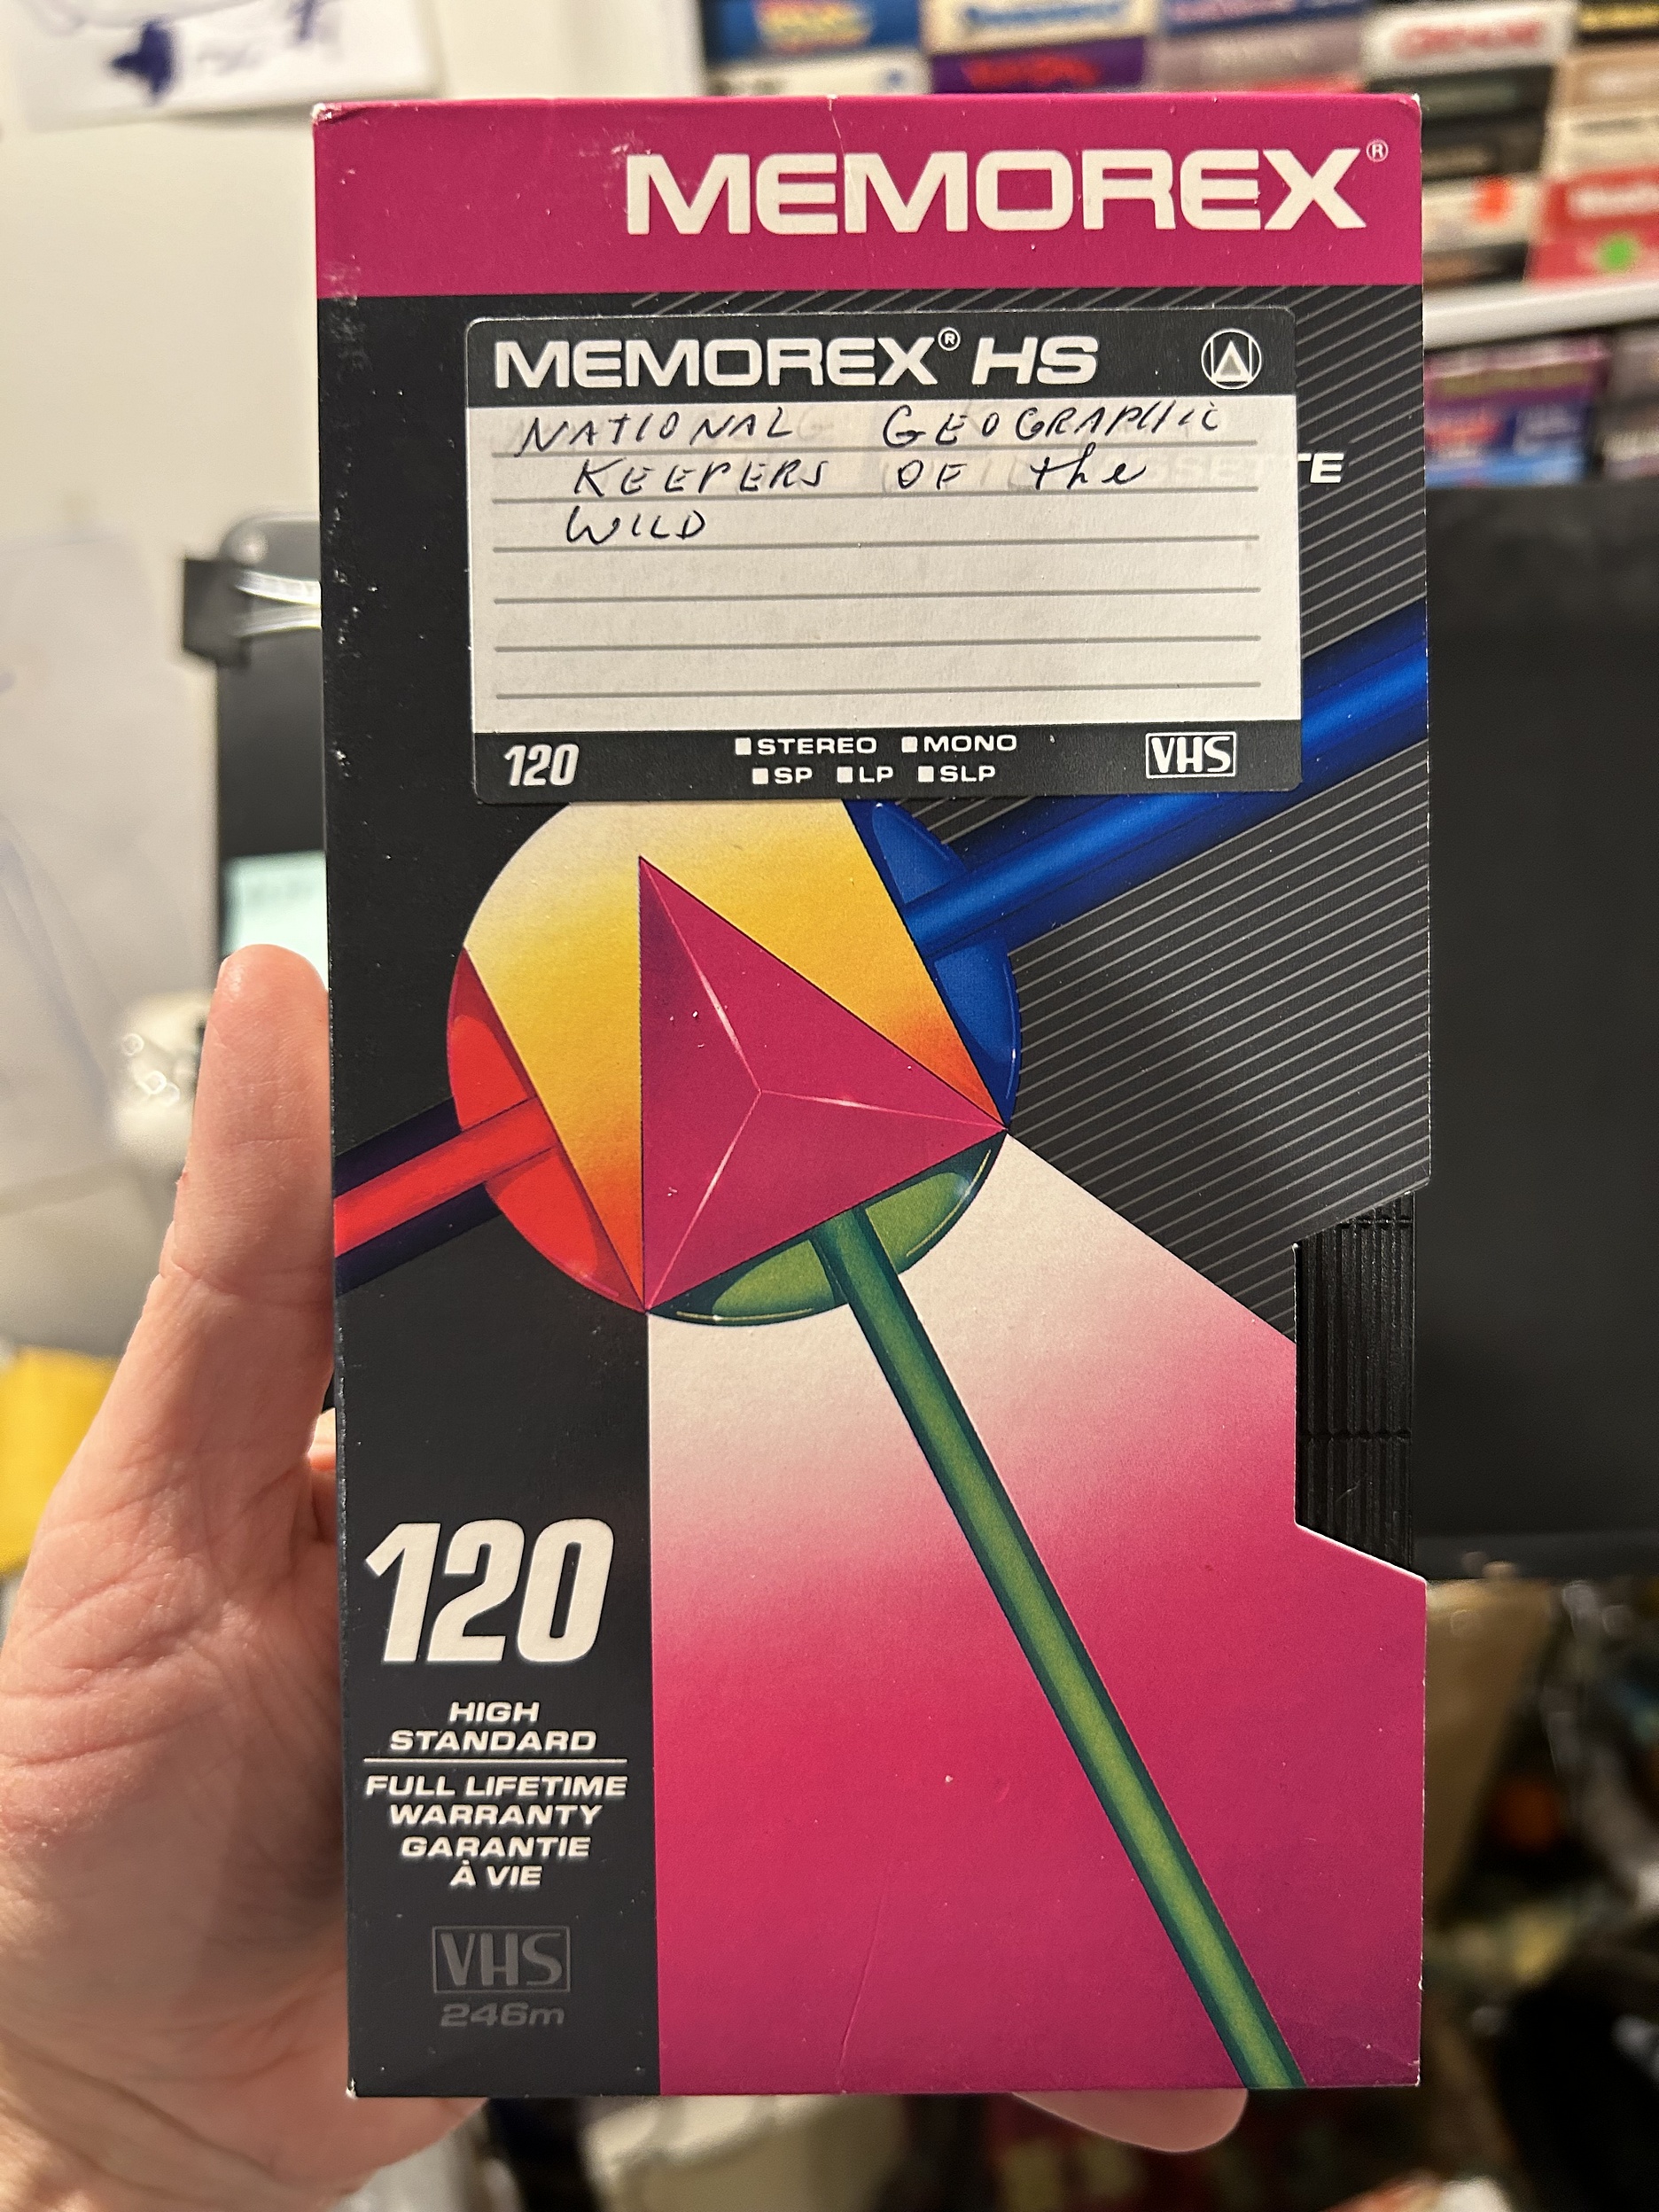 MEMOREX®
MEMOREX® HS
NATIONAL GEOGRAPHIC
KEEPERS OF the
WILD
TE
120
STEREO MONO
SP LP SLP
VHS
120
HIGH
STANDARD
FULL LIFETIME
WARRANTY
GARANTIE
À VIE
VHS
246m